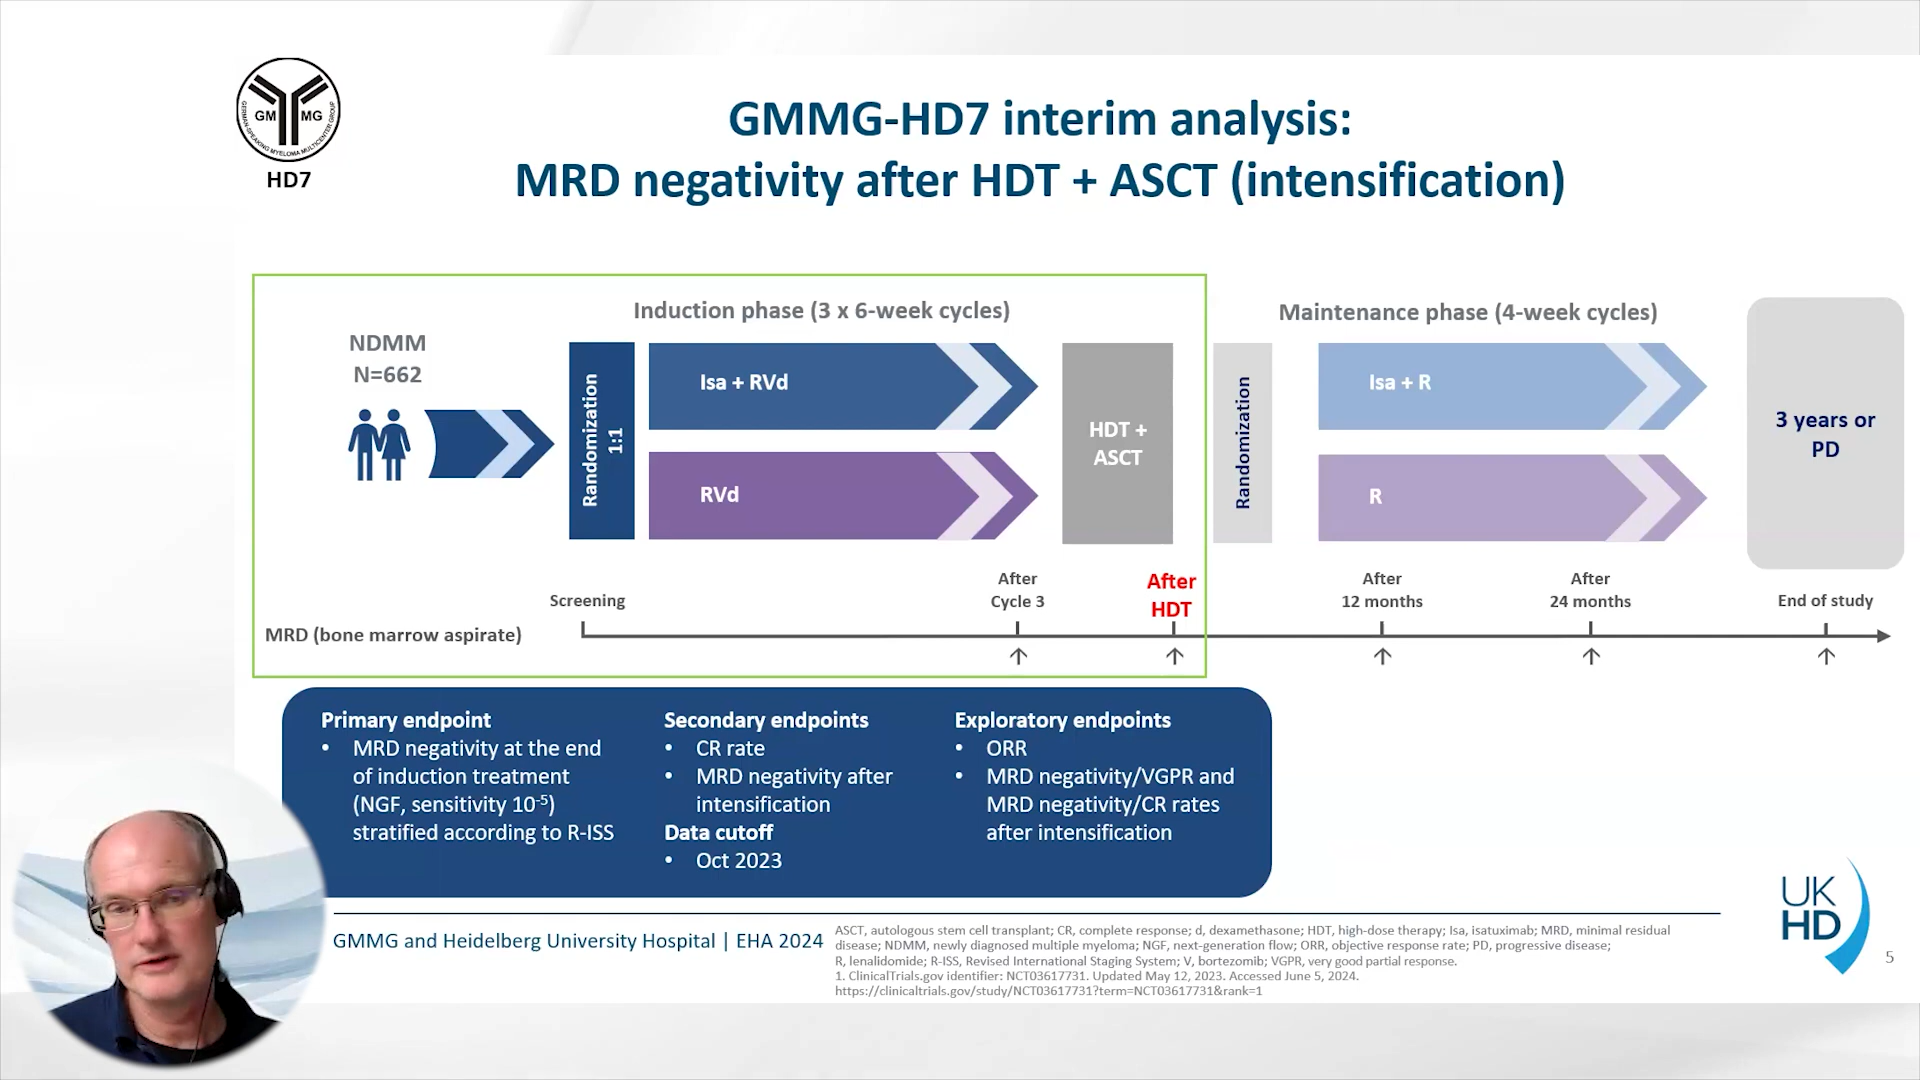 GM MG
GERMAN-SPEAKING MYELOMA MULTICENTER GROUP
HD7
GMMG-HD7 interim analysis:
MRD negativity after HDT + ASCT (intensification)
Induction phase (3 x 6-week cycles)
Maintenance phase (4-week cycles)
NDMM
N=662
Randomization
1:1
Isa + RVd
RVd
HDT +
ASCT
Randomization
Isa + R
R
3 years or
PD
Screening
After
Cycle 3
After
HDT
After
12 months
After
24 months
End of study
MRD (bone marrow aspirate)
Primary endpoint
• MRD negativity at the end
of induction treatment
(NGF, sensitivity 10⁻⁵)
stratified according to R-ISS
Secondary endpoints
• CR rate
• MRD negativity after
intensification
Data cutoff
• Oct 2023
Exploratory endpoints
• ORR
• MRD negativity/VGPR and
MRD negativity/CR rates
after intensification
GMMG and Heidelberg University Hospital | EHA 2024
ASCT, autologous stem cell transplant; CR, complete response; d, dexamethasone; HDT, high-dose therapy; Isa, isatuximab; MRD, minimal residual
disease; NDMM, newly diagnosed multiple myeloma; NGF, next-generation flow; ORR, objective response rate; PD, progressive disease;
R, lenalidomide; R-ISS, Revised International Staging System; V, bortezomib; VGPR, very good partial response.
1. ClinicalTrials.gov identifier: NCT03617731. Updated May 12, 2023. Accessed June 5, 2024.
https://clinicaltrials.gov/study/NCT03617731?term=NCT03617731&rank=1
UK
HD
5